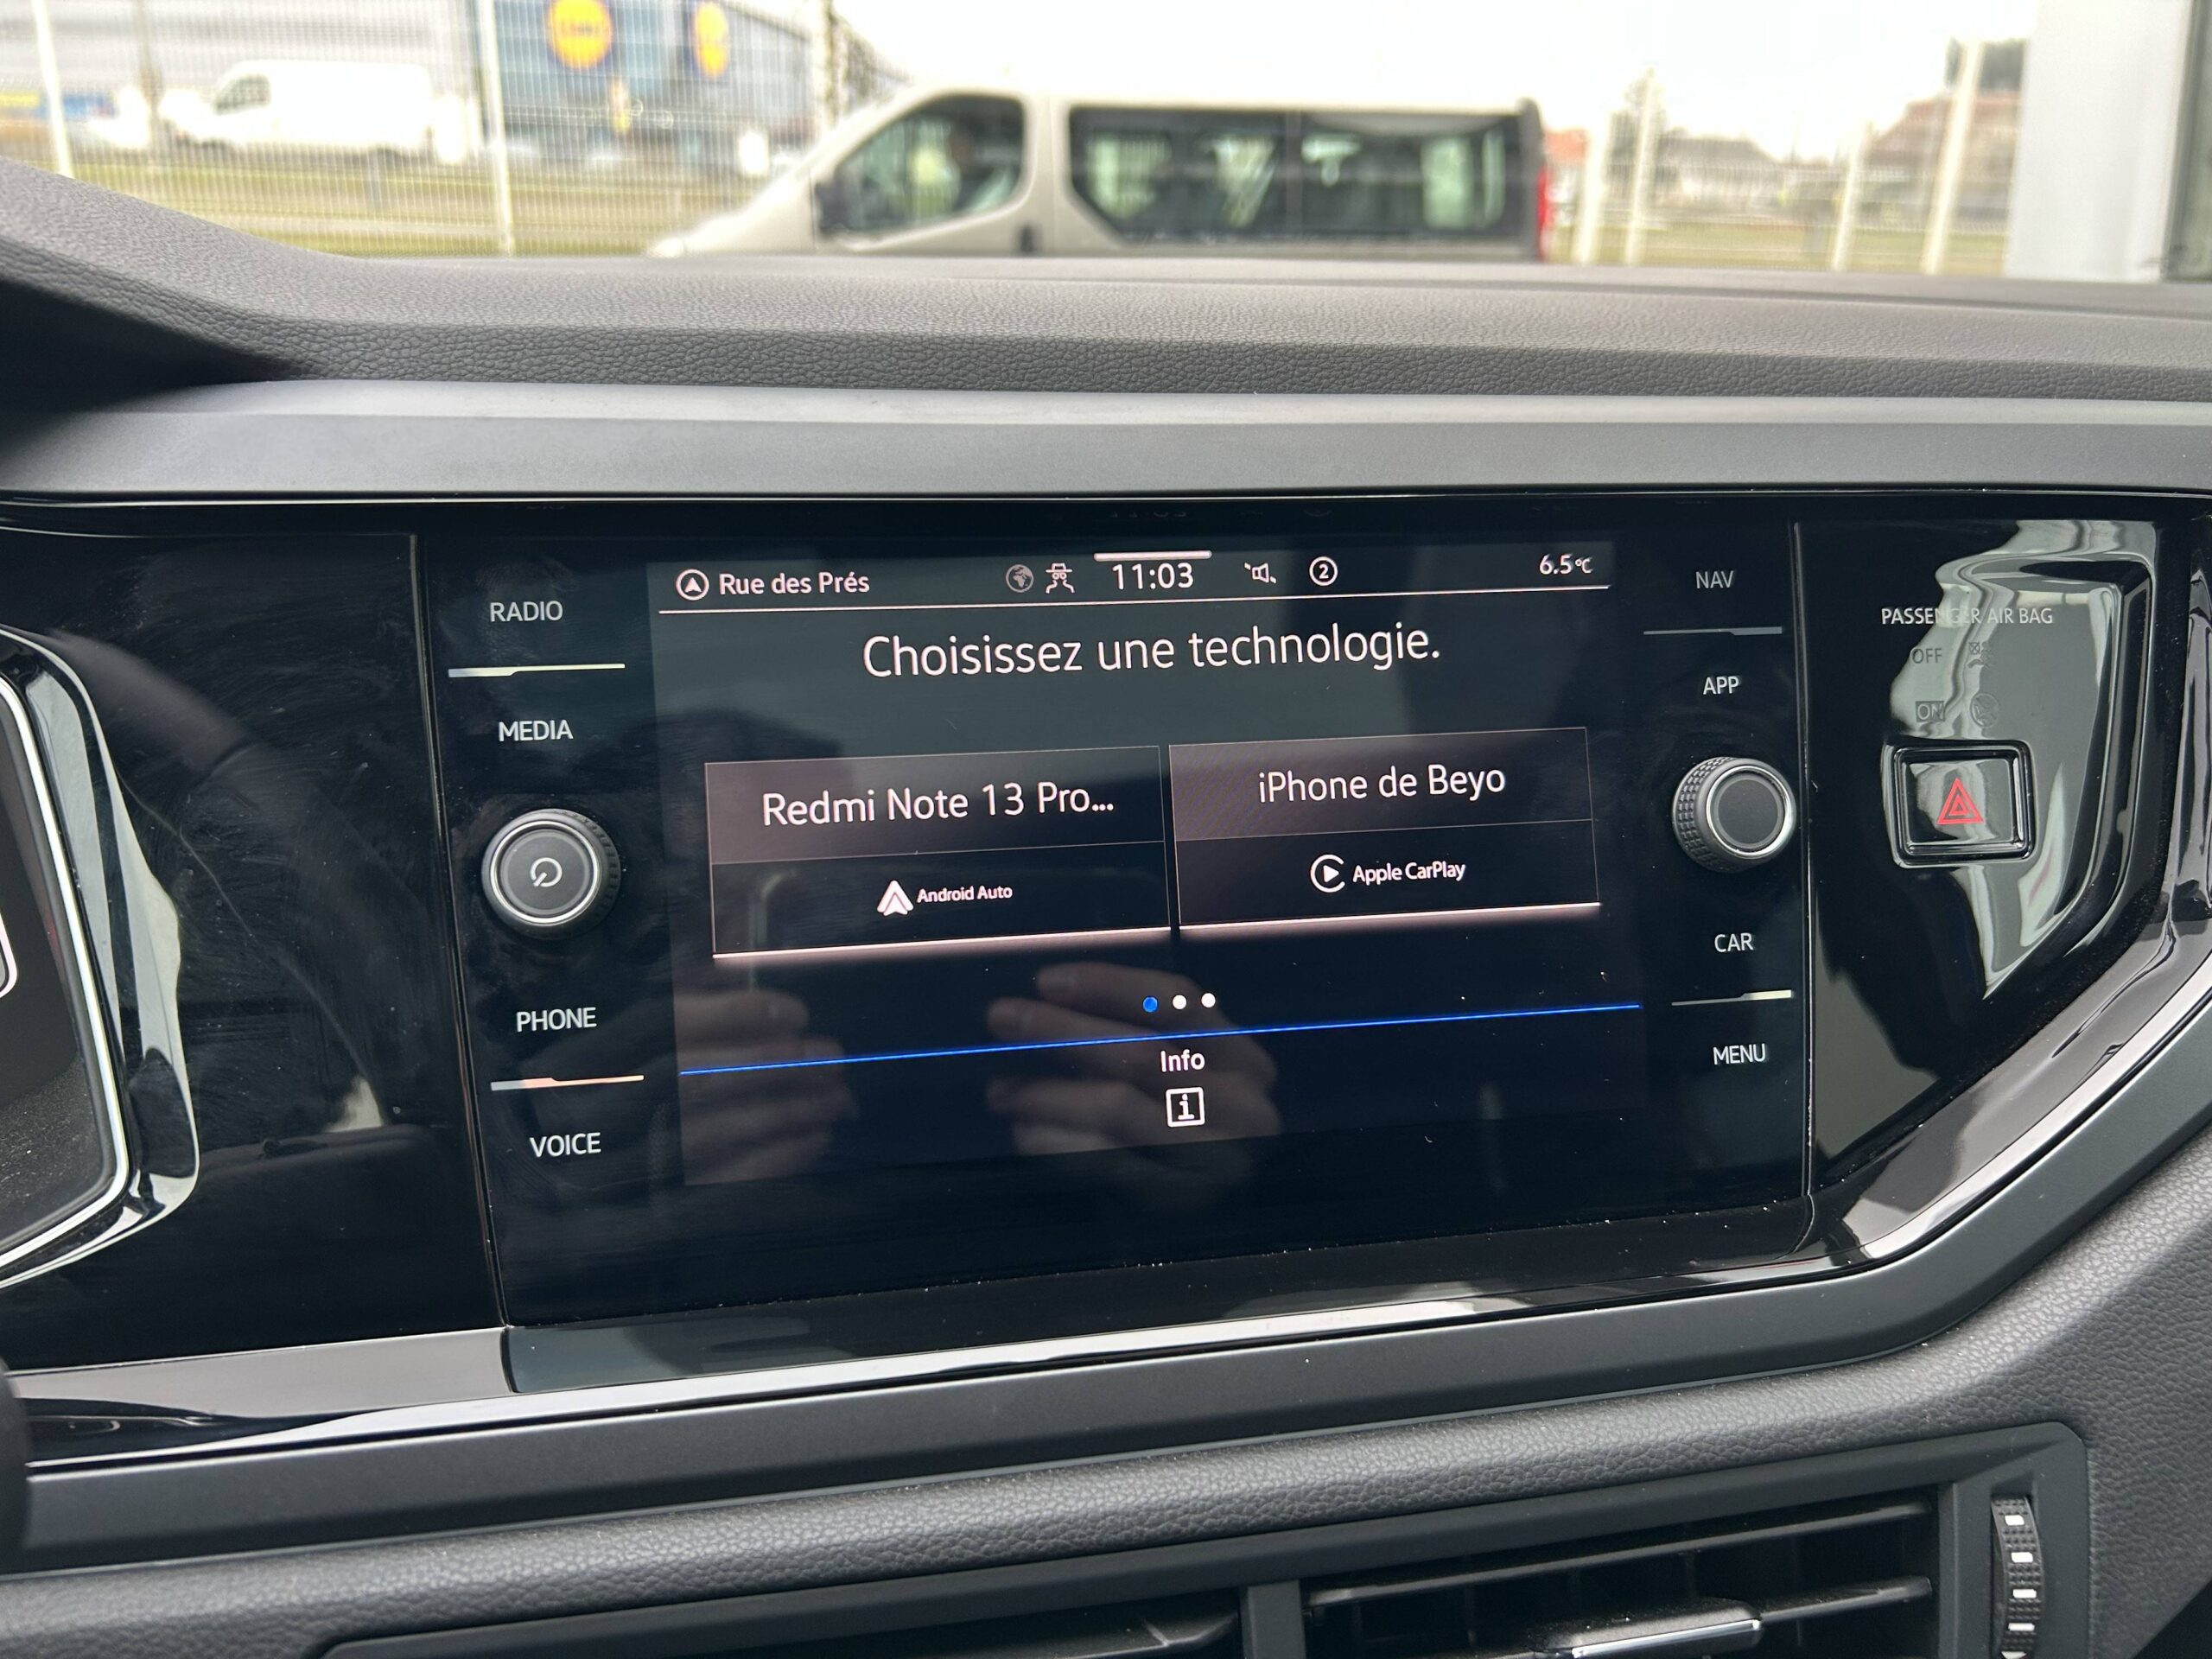 Rue des Prés
11:03
2
6.5°C
Choisissez une technologie.
Redmi Note 13 Pro...
Android Auto
iPhone de Beyo
Apple CarPlay
Info
RADIO
MEDIA
PHONE
VOICE
NAV
APP
CAR
MENU
PASSENGER AIR BAG
OFF
ON